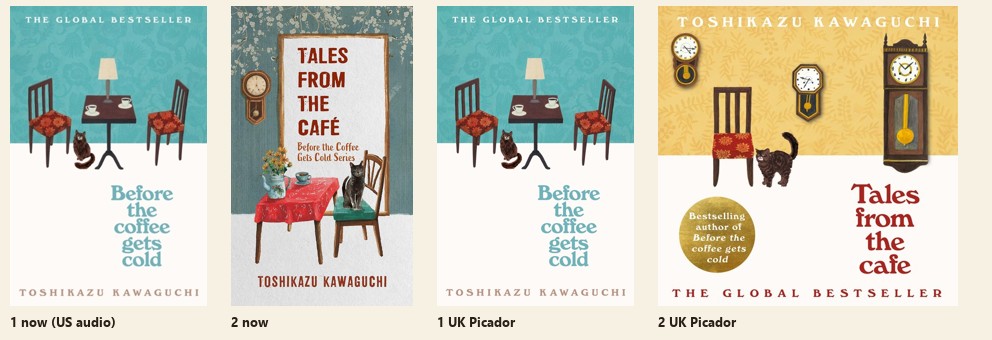 THE GLOBAL BESTSELLER
Before
the
coffee
gets
cold
TOSHIKAZU KAWAGUCHI
1 now (US audio)
TALES
FROM
THE
CAFÉ
Before the Coffee
Gets Cold Series
TOSHIKAZU KAWAGUCHI
2 now
THE GLOBAL BESTSELLER
Before
the
coffee
gets
cold
TOSHIKAZU KAWAGUCHI
1 UK Picador
TOSHIKAZU KAWAGUCHI
Bestselling
author of
Before the
coffee gets
cold
Tales
from
the
cafe
THE GLOBAL BESTSELLER
2 UK Picador